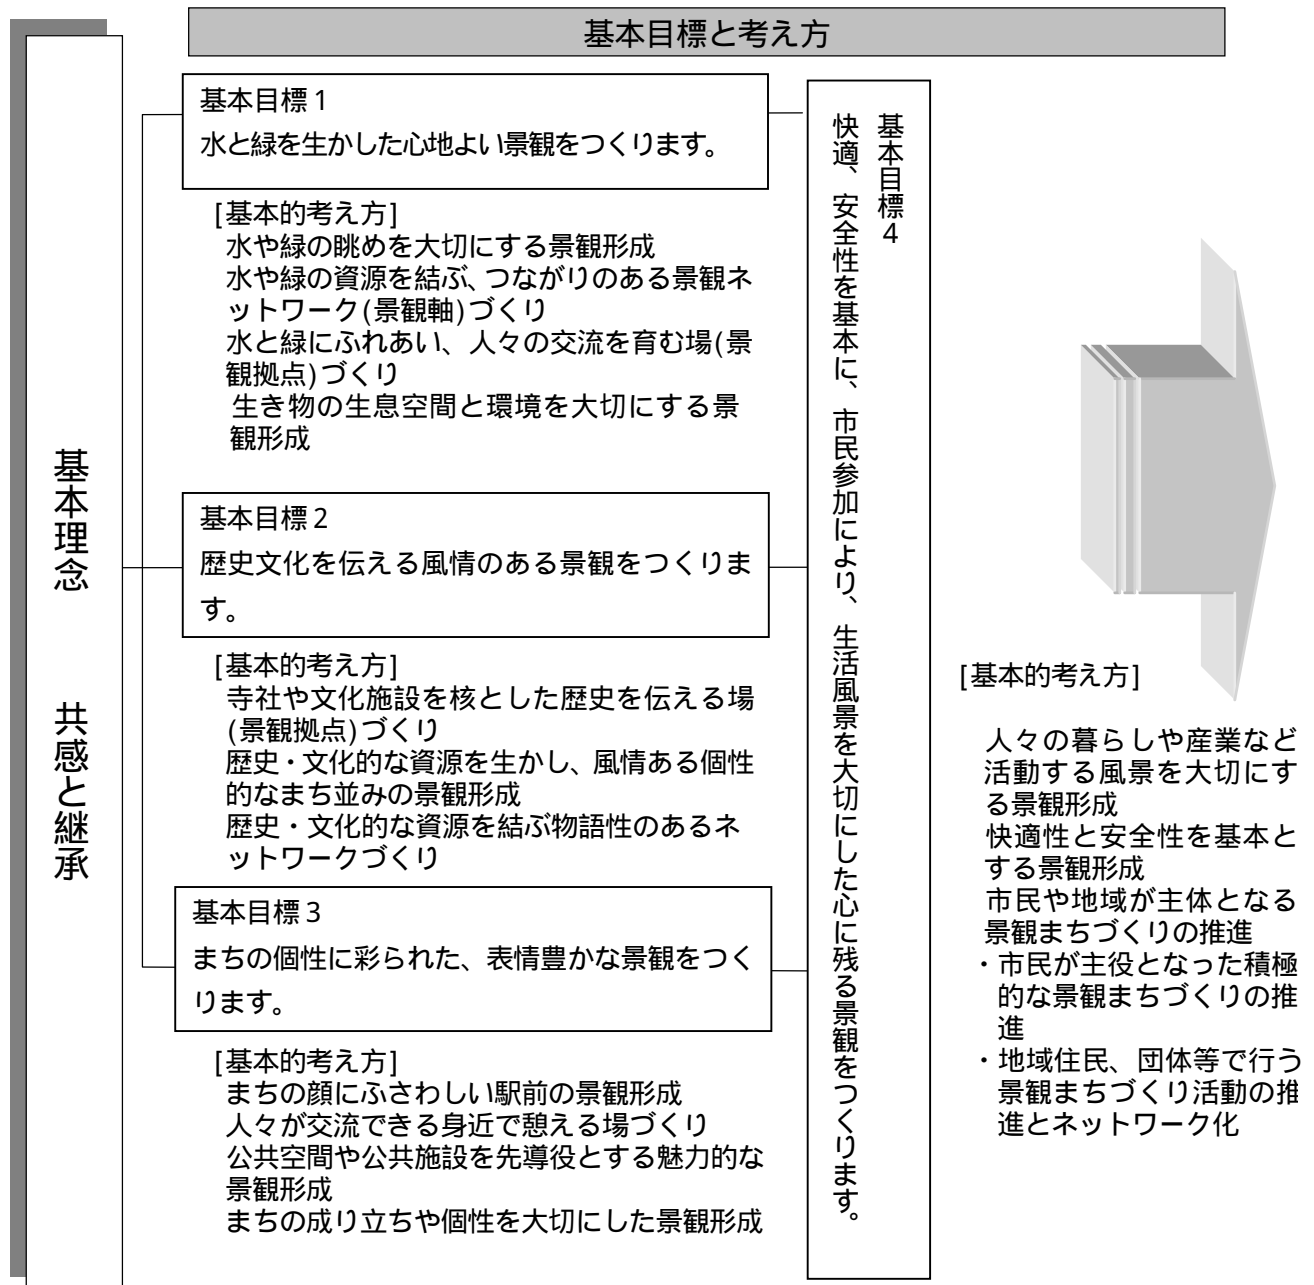 基本目標と考え方
基本理念　共感と継承
基本目標1
水と緑を生かした心地よい景観をつくります。
[基本的考え方]
水や緑の眺めを大切にする景観形成
水や緑の資源を結ぶ、つながりのある景観ネ
ットワーク(景観軸)づくり
水と緑にふれあい、人々の交流を育む場(景
観拠点)づくり
生き物の生息空間と環境を大切にする景
観形成
基本目標2
歴史文化を伝える風情のある景観をつくりま
す。
[基本的考え方]
寺社や文化施設を核とした歴史を伝える場
(景観拠点)づくり
歴史・文化的な資源を生かし、風情ある個性
的なまち並みの景観形成
歴史・文化的な資源を結ぶ物語性のあるネ
ットワークづくり
基本目標3
まちの個性に彩られた、表情豊かな景観をつく
ります。
[基本的考え方]
まちの顔にふさわしい駅前の景観形成
人々が交流できる身近で憩える場づくり
公共空間や公共施設を先導役とする魅力的な
景観形成
まちの成り立ちや個性を大切にした景観形成
基本目標4
快適、安全性を基本に、市民参加により、生活風景を大切にした心に残る景観をつくります。
[基本的考え方]
人々の暮らしや産業など
活動する風景を大切にす
る景観形成
快適性と安全性を基本と
する景観形成
市民や地域が主体となる
景観まちづくりの推進
・市民が主役となった積極
的な景観まちづくりの推
進
・地域住民、団体等で行う
景観まちづくり活動の推
進とネットワーク化